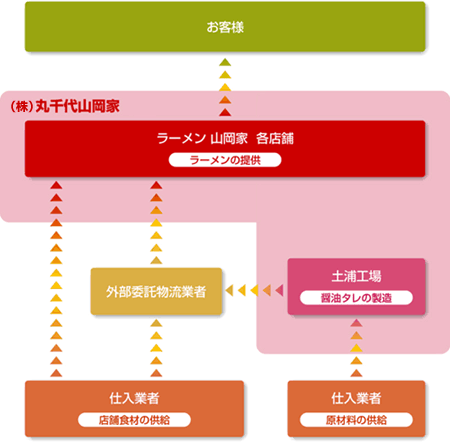 お客様
（株）丸千代山岡家
ラーメン 山岡家 各店舗
ラーメンの提供
外部委託物流業者
土浦工場
醤油タレの製造
仕入業者
店舗食材の供給
仕入業者
原材料の供給